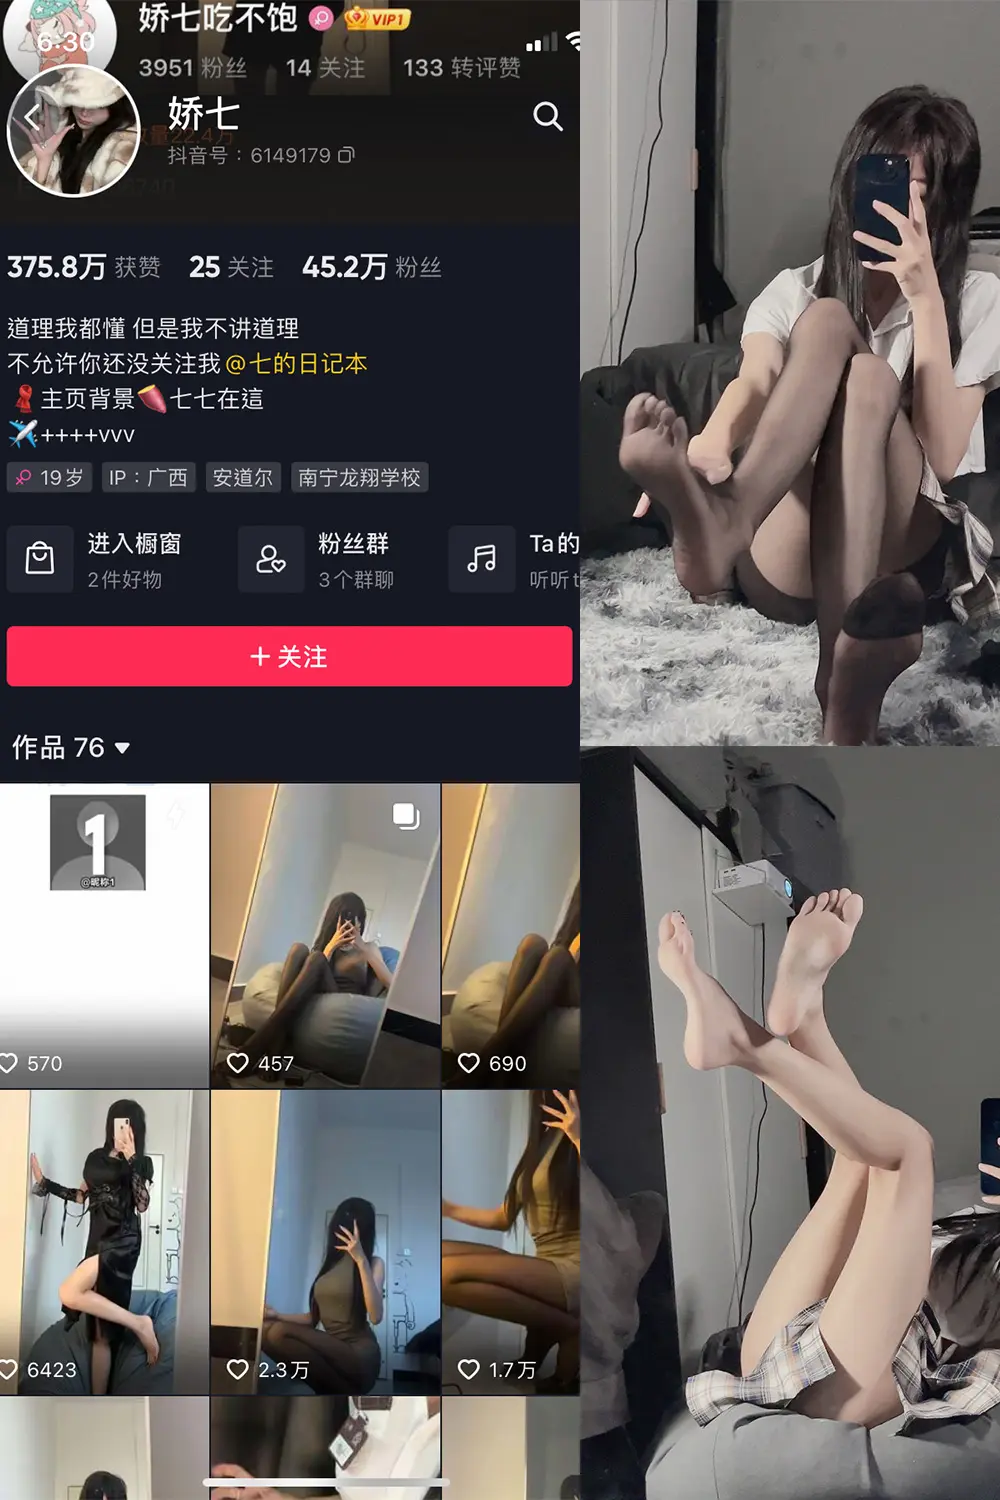 娇七吃不饱 VIP1
6:30
3951 粉丝 14 关注 133 转评赞
娇七
抖音号：6149179
375.8万 获赞 25 关注 45.2万 粉丝
道理我都懂 但是我不讲道理
不允许你还没关注我 @七的日记本
主页背景 七七在這
++++vvv
19岁 IP：广西 安道尔 南宁龙翔学校
进入橱窗
2件好物
粉丝群
3个群聊
Ta的
听听
+ 关注
作品 76
1
@昵称1
570
457
690
6423
2.3万
1.7万